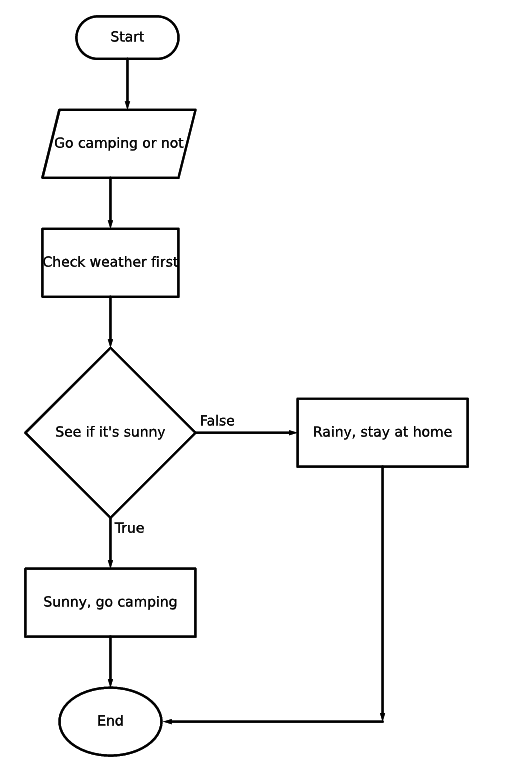 Start
Go camping or not
Check weather first
See if it's sunny
False
Rainy, stay at home
True
Sunny, go camping
End